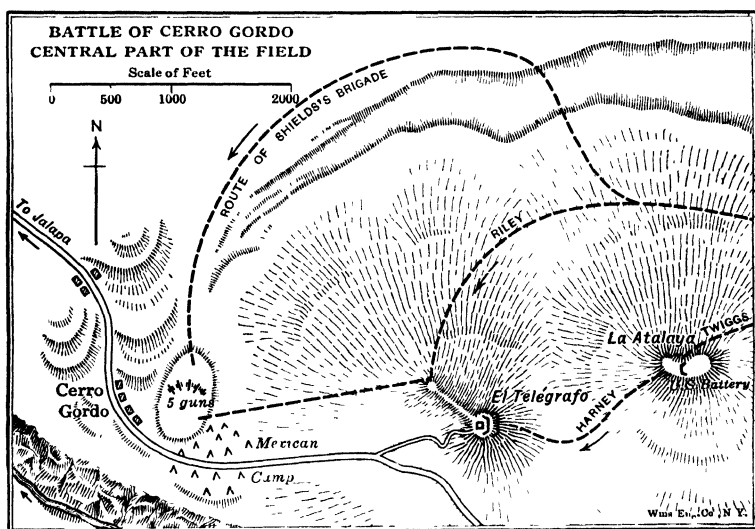 BATTLE OF CERRO GORDO
CENTRAL PART OF THE FIELD
Scale of Feet
0 500 1000 2000
N
ROUTE OF SHIELDS'S BRIGADE
To Jalapa
RILEY
TWIGGS
La Atalaya
U.S. Battery
El Telégrafo
HARNEY
5 guns
Cerro
Gordo
Mexican
Camp
Co., N.Y.